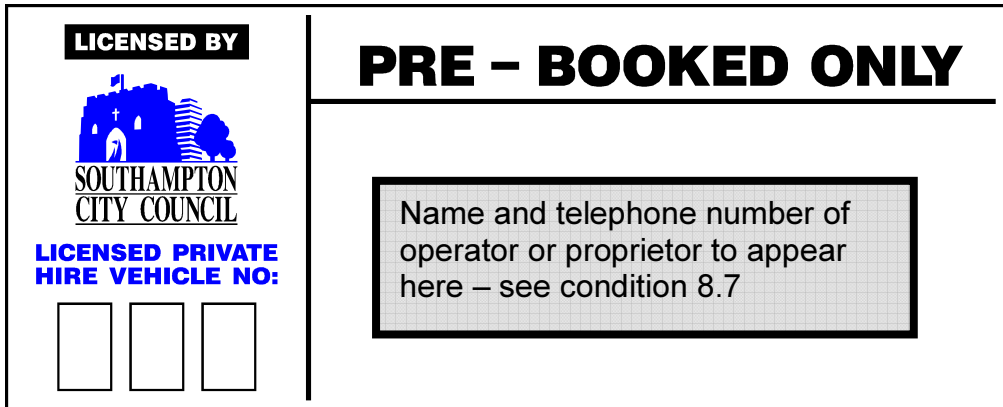 LICENSED BY
SOUTHAMPTON
CITY COUNCIL
LICENSED PRIVATE
HIRE VEHICLE NO:
PRE – BOOKED ONLY
Name and telephone number of
operator or proprietor to appear
here – see condition 8.7